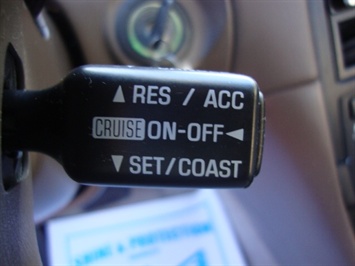 ▲ RES / ACC
CRUISE ON-OFF ◄
▼ SET/COAST